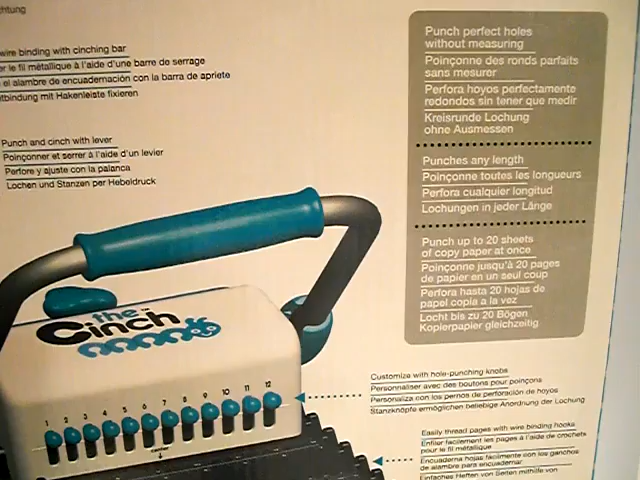 chtung
wire binding with cinching bar
er le fil métallique à l'aide d'une barre de serrage
el alambre de encuadernación con la barra de apriete
tbindung mit Hakenleiste fixieren
Punch and cinch with lever
Poinçonner et serrer à l'aide d'un levier
Perfore y ajuste con la palanca
Lochen und Stanzen per Hebeldruck
the
Cinch
1 2 3 4 5 6 7 8 9 10 11 12
center
Punch perfect holes
without measuring
Poinçonne des ronds parfaits
sans mesurer
Perfora hoyos perfectamente
redondos sin tener que medir
Kreisrunde Lochung
ohne Ausmessen
Punches any length
Poinçonne toutes les longueurs
Perfora cualquier longitud
Lochungen in jeder Länge
Punch up to 20 sheets
of copy paper at once
Poinçonne jusqu'à 20 pages
de papier en un seul coup
Perfora hasta 20 hojas de
papel copia a la vez
Locht bis zu 20 Bögen
Kopierpapier gleichzeitig
Customize with hole-punching knobs
Personnaliser avec des boutons pour poinçons
Personaliza con los pernos de perforación de hoyos
Stanzknöpfe ermöglichen beliebige Anordnung der Lochung
Easily thread pages with wire binding hooks
Enfiler facilement les pages à l'aide de crochets
pour le fil métallique
Encuaderna hojas fácilmente con los ganchos
de alambre para encuadernar
Einfaches Heften von Seiten mithilfe von